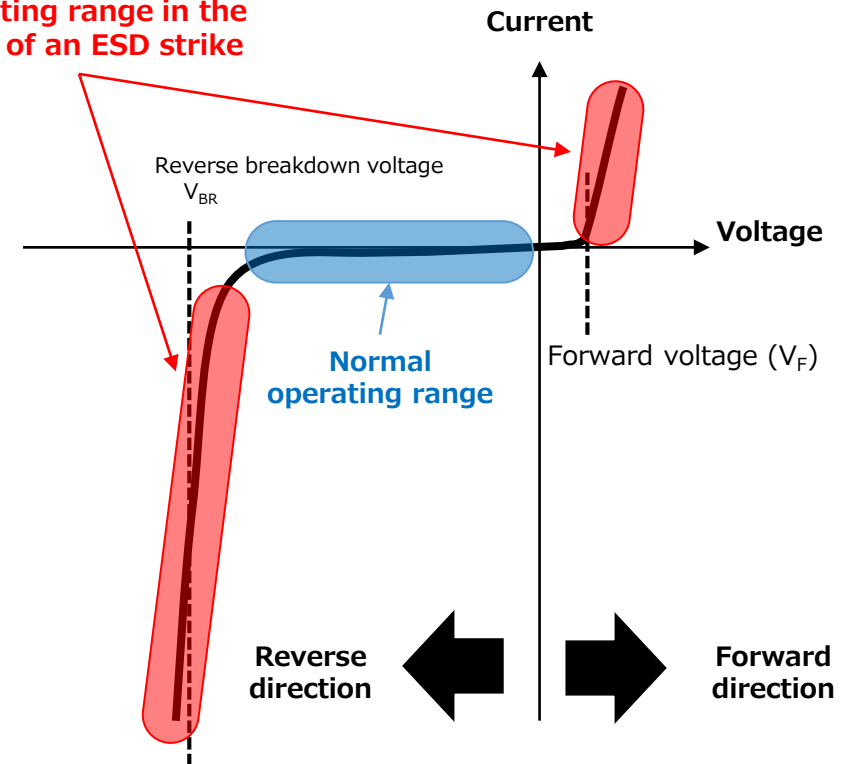 ting range in the
of an ESD strike
Current
Reverse breakdown voltage
V_BR
Voltage
Normal
operating range
Forward voltage (V_F)
Reverse
direction
Forward
direction